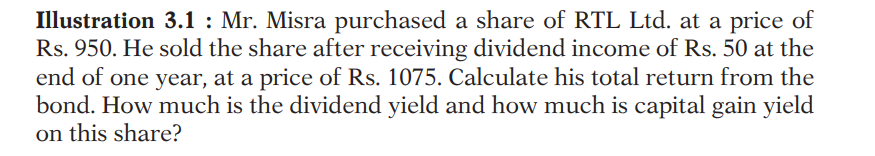 Illustration 3.1 : Mr. Misra purchased a share of RTL Ltd. at a price of
Rs. 950. He sold the share after receiving dividend income of Rs. 50 at the
end of one year, at a price of Rs. 1075. Calculate his total return from the
bond. How much is the dividend yield and how much is capital gain yield
on this share?